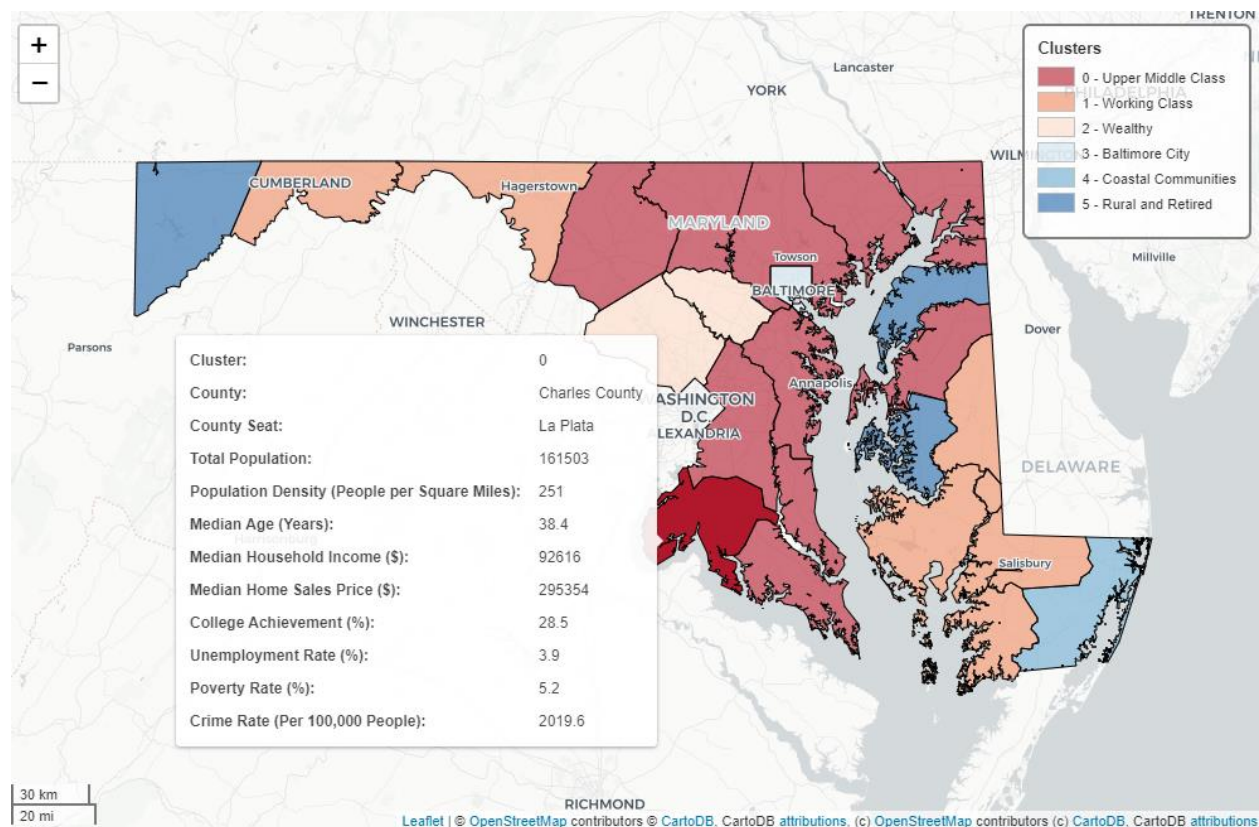 +
−
TRENTON
Lancaster
YORK
Clusters
0 - Upper Middle Class
PHILADELPHIA
1 - Working Class
2 - Wealthy
WILMINGTON
3 - Baltimore City
4 - Coastal Communities
5 - Rural and Retired
CUMBERLAND
Hagerstown
MARYLAND
Towson
Millville
BALTIMORE
WINCHESTER
Dover
Parsons
Annapolis
WASHINGTON
D.C.
ALEXANDRIA
DELAWARE
Salisbury
Cluster: 0
County: Charles County
County Seat: La Plata
Total Population: 161503
Population Density (People per Square Miles): 251
Median Age (Years): 38.4
Harrisonburg
Median Household Income ($): 92616
Median Home Sales Price ($): 295354
College Achievement (%): 28.5
Unemployment Rate (%): 3.9
Poverty Rate (%): 5.2
Crime Rate (Per 100,000 People): 2019.6
30 km
20 mi
RICHMOND
Leaflet | © OpenStreetMap contributors © CartoDB, CartoDB attributions, (c) OpenStreetMap contributors (c) CartoDB, CartoDB attributions